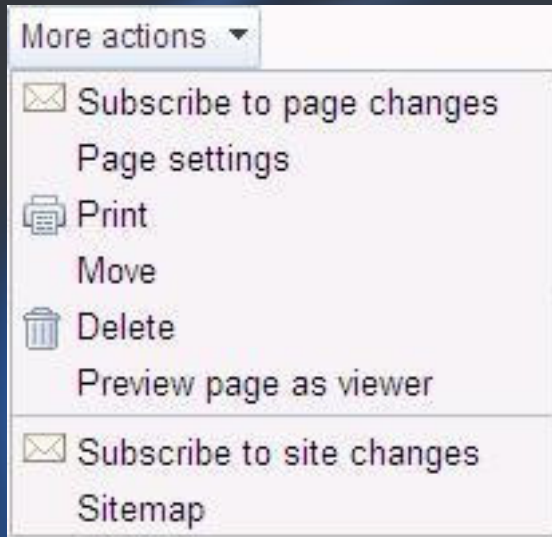 More actions
Subscribe to page changes
Page settings
Print
Move
Delete
Preview page as viewer
Subscribe to site changes
Sitemap